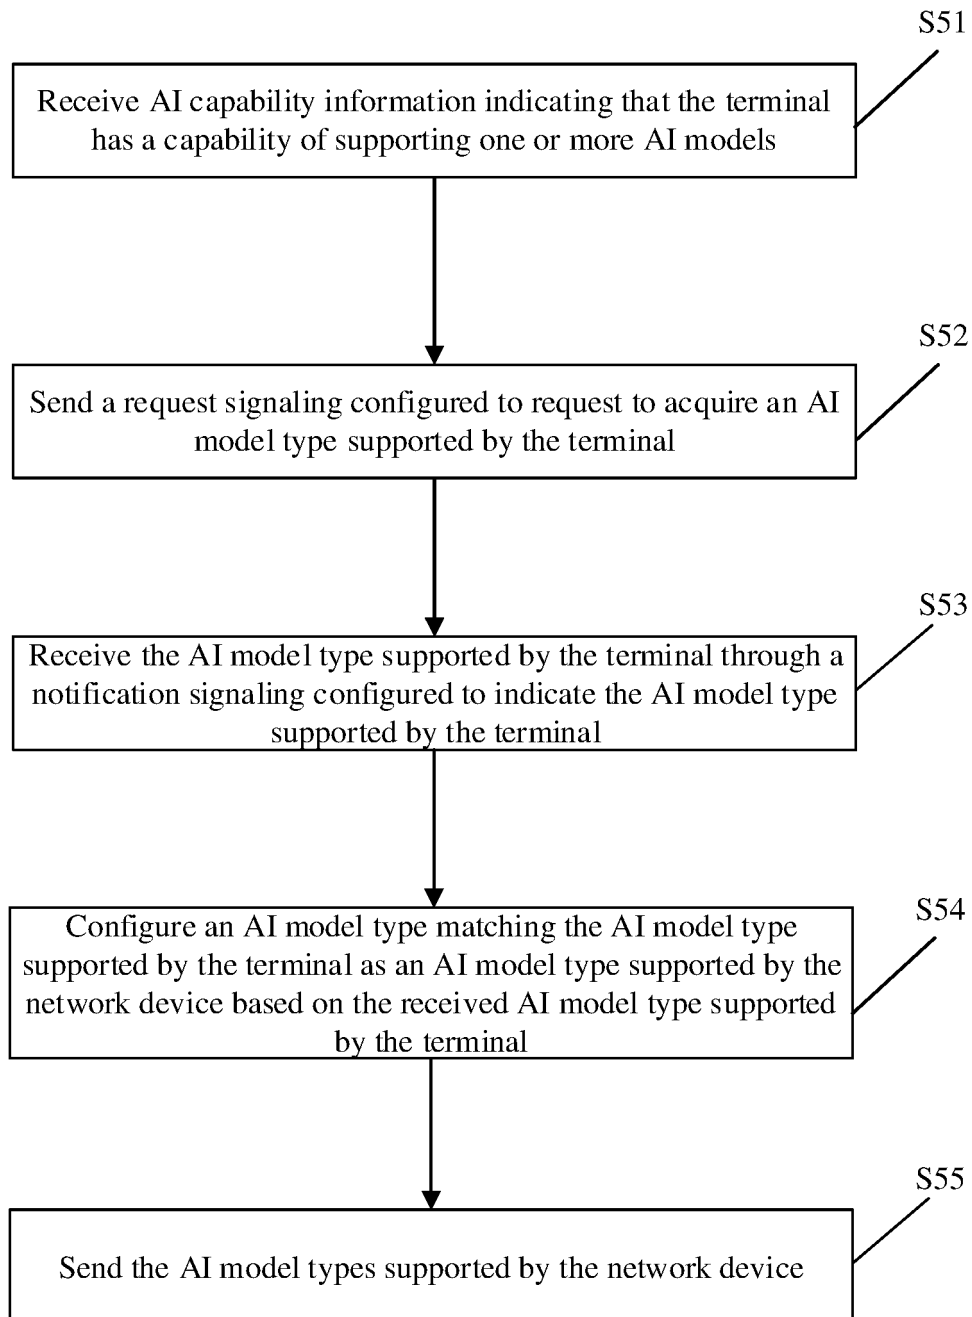 S51
Receive AI capability information indicating that the terminal
has a capability of supporting one or more AI models
S52
Send a request signaling configured to request to acquire an AI
model type supported by the terminal
S53
Receive the AI model type supported by the terminal through a
notification signaling configured to indicate the AI model type
supported by the terminal
S54
Configure an AI model type matching the AI model type
supported by the terminal as an AI model type supported by the
network device based on the received AI model type supported
by the terminal
S55
Send the AI model types supported by the network device